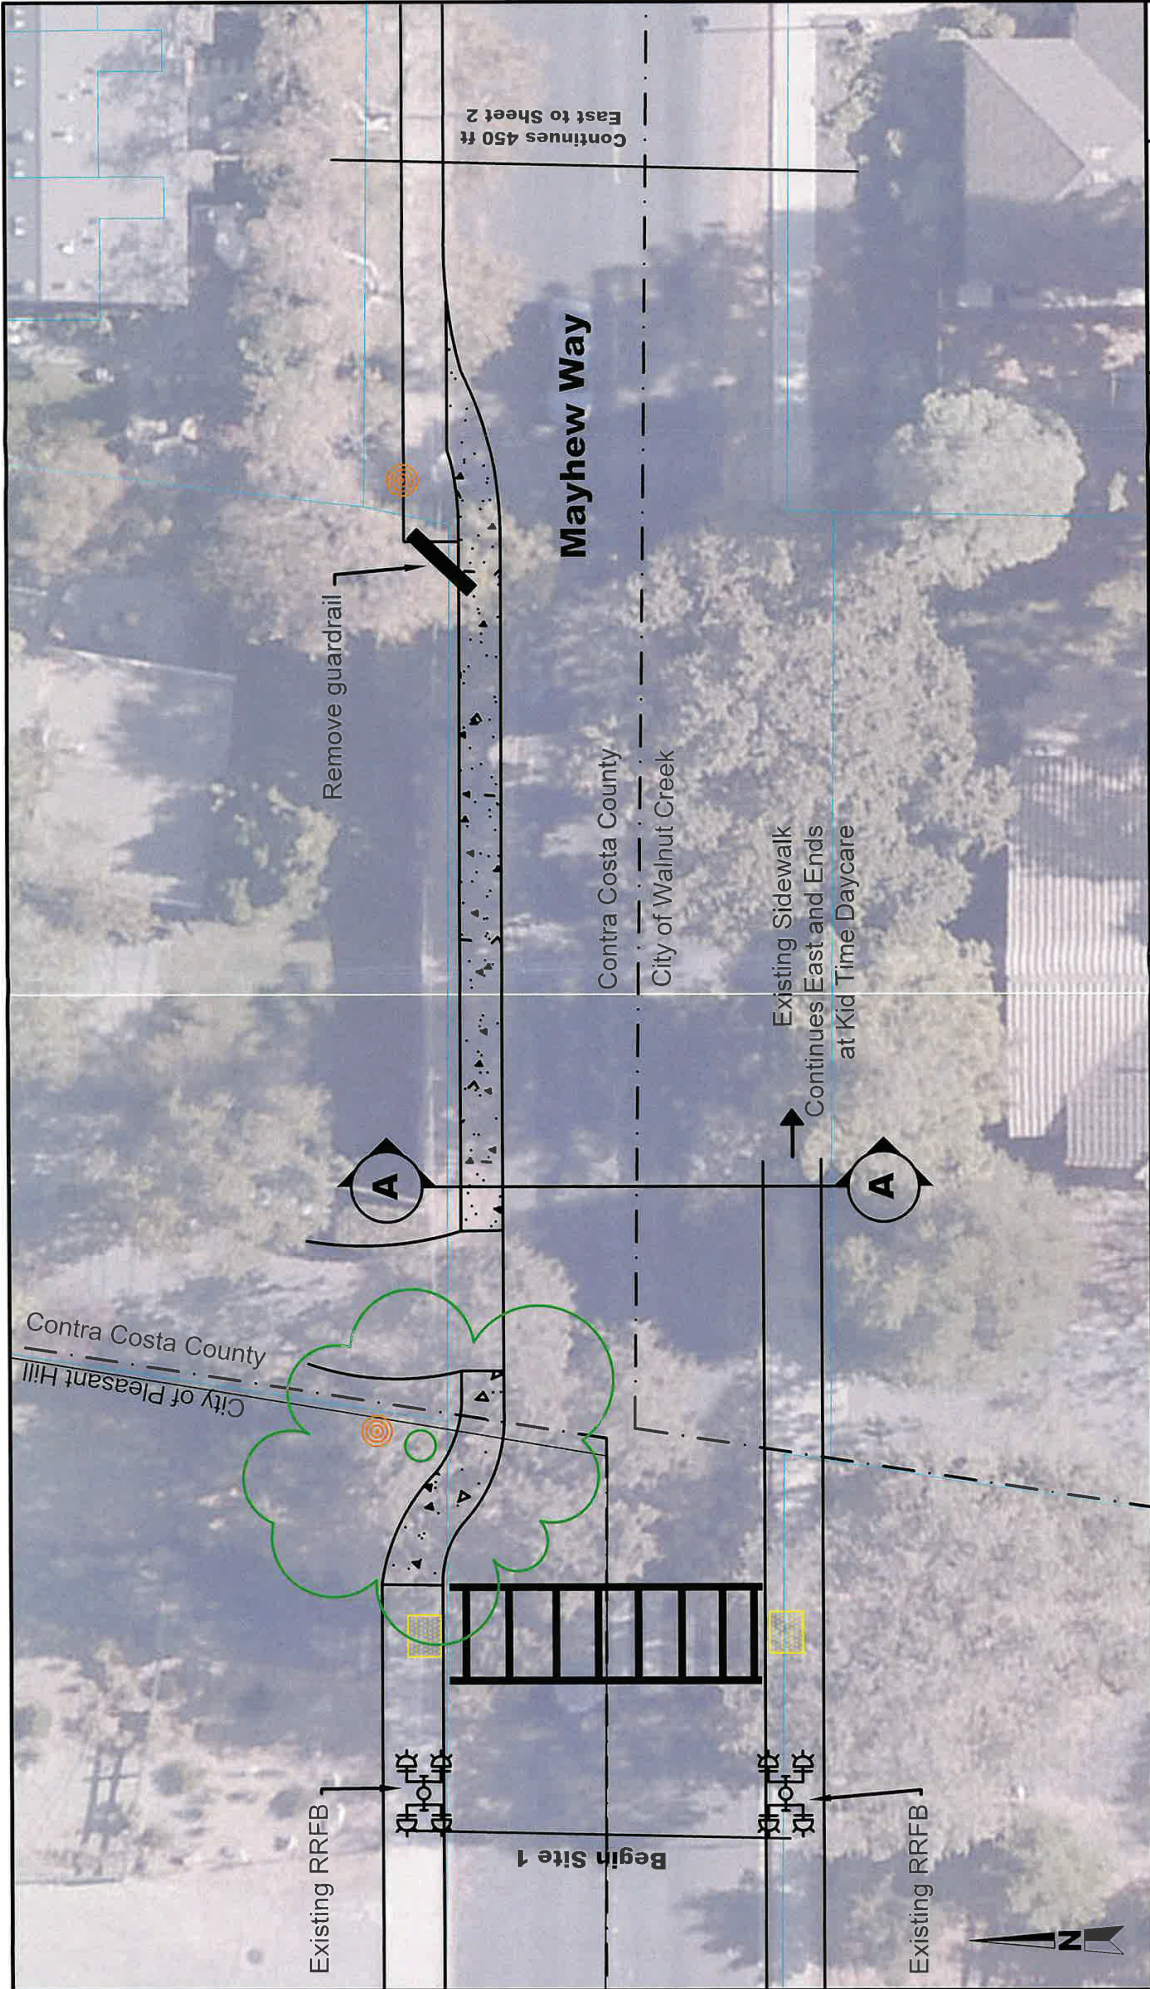 Continues 450 ft
East to Sheet 2
Mayhew Way
Remove guardrail
Contra Costa County
City of Walnut Creek
Existing Sidewalk
Continues East and Ends
at Kid Time Daycare
A
A
Contra Costa County
City of Pleasant Hill
Existing RRFB
Begin Site 1
Existing RRFB
N